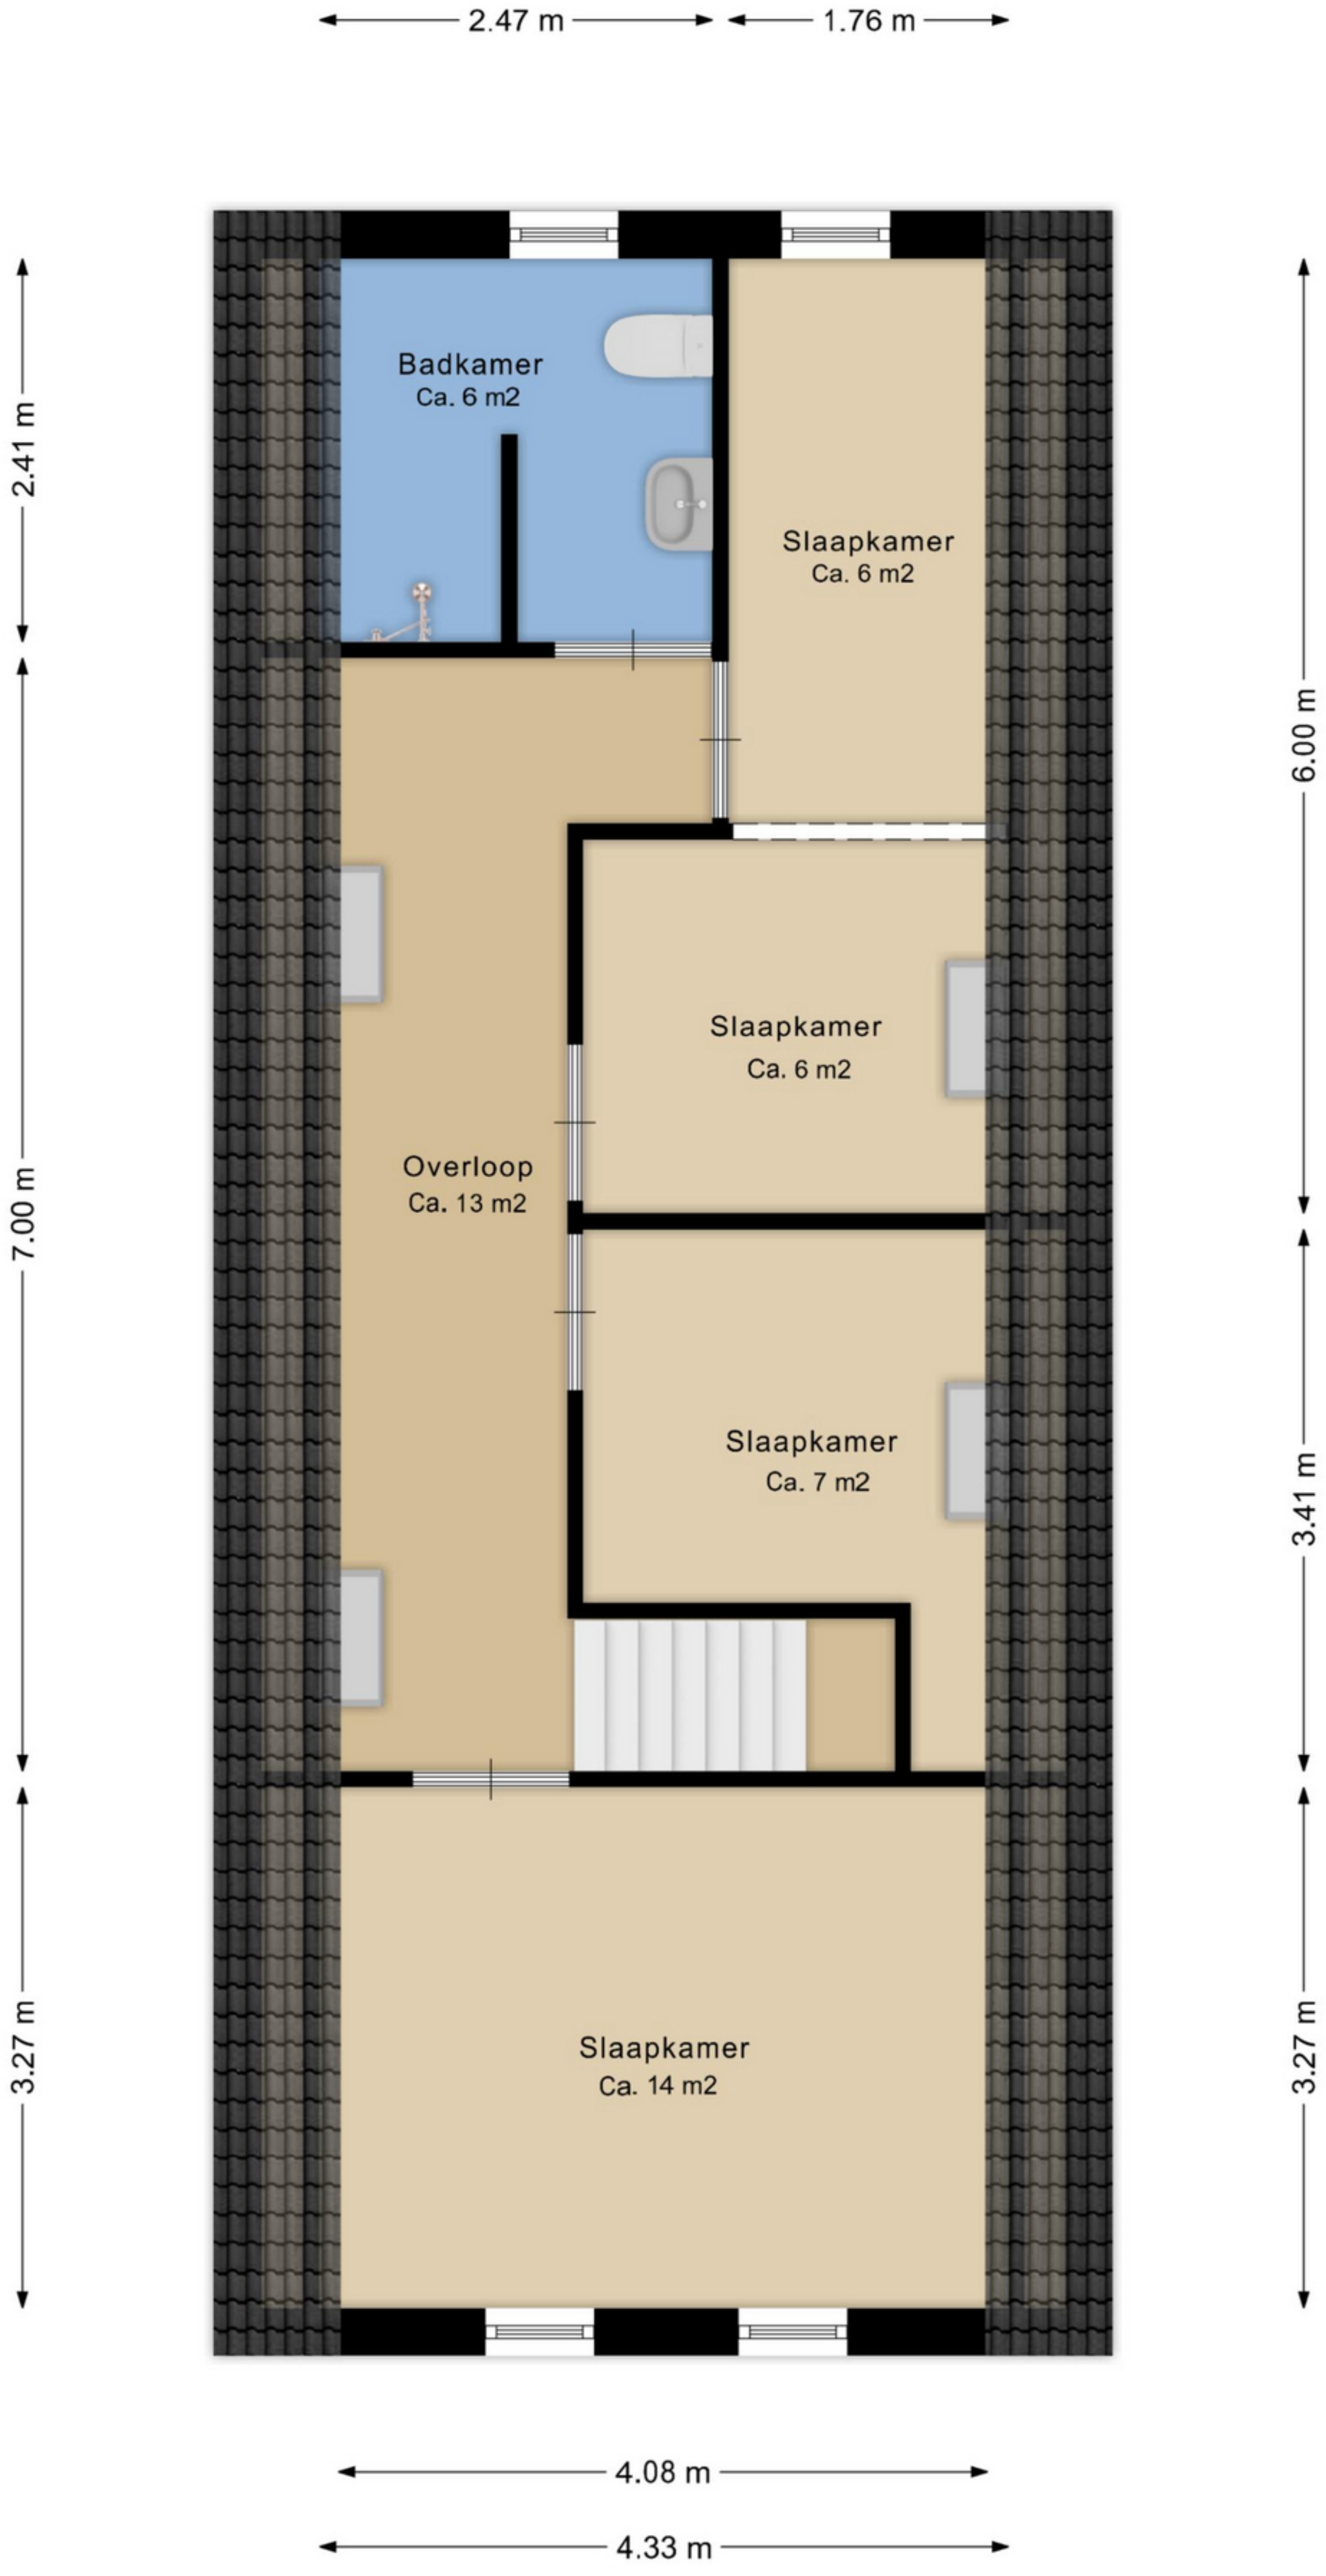 2.47 m
1.76 m
Badkamer
Ca. 6 m2
2.41 m
Slaapkamer
Ca. 6 m2
6.00 m
Slaapkamer
Ca. 6 m2
Overloop
Ca. 13 m2
7.00 m
Slaapkamer
Ca. 7 m2
3.41 m
Slaapkamer
Ca. 14 m2
3.27 m
3.27 m
4.08 m
4.33 m